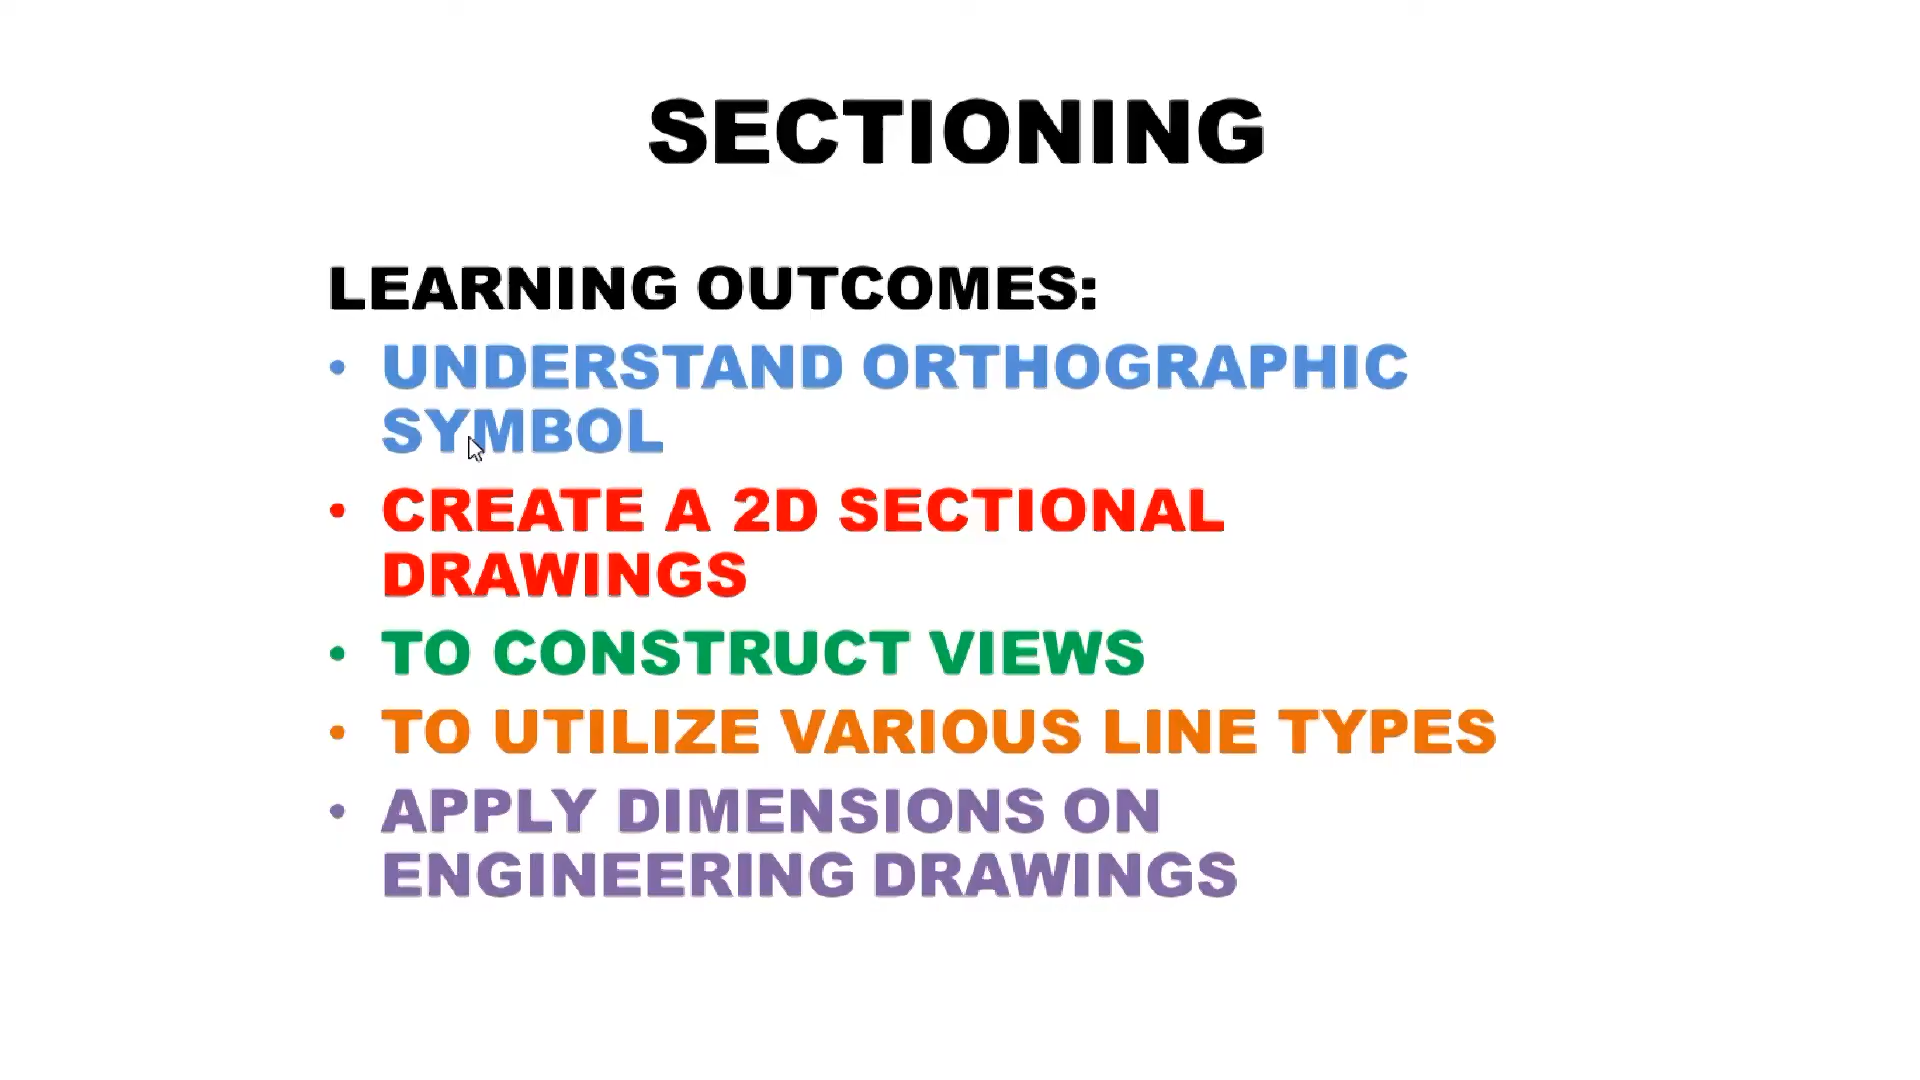 SECTIONING
LEARNING OUTCOMES:
• UNDERSTAND ORTHOGRAPHIC
SYMBOL
• CREATE A 2D SECTIONAL
DRAWINGS
• TO CONSTRUCT VIEWS
• TO UTILIZE VARIOUS LINE TYPES
• APPLY DIMENSIONS ON
ENGINEERING DRAWINGS